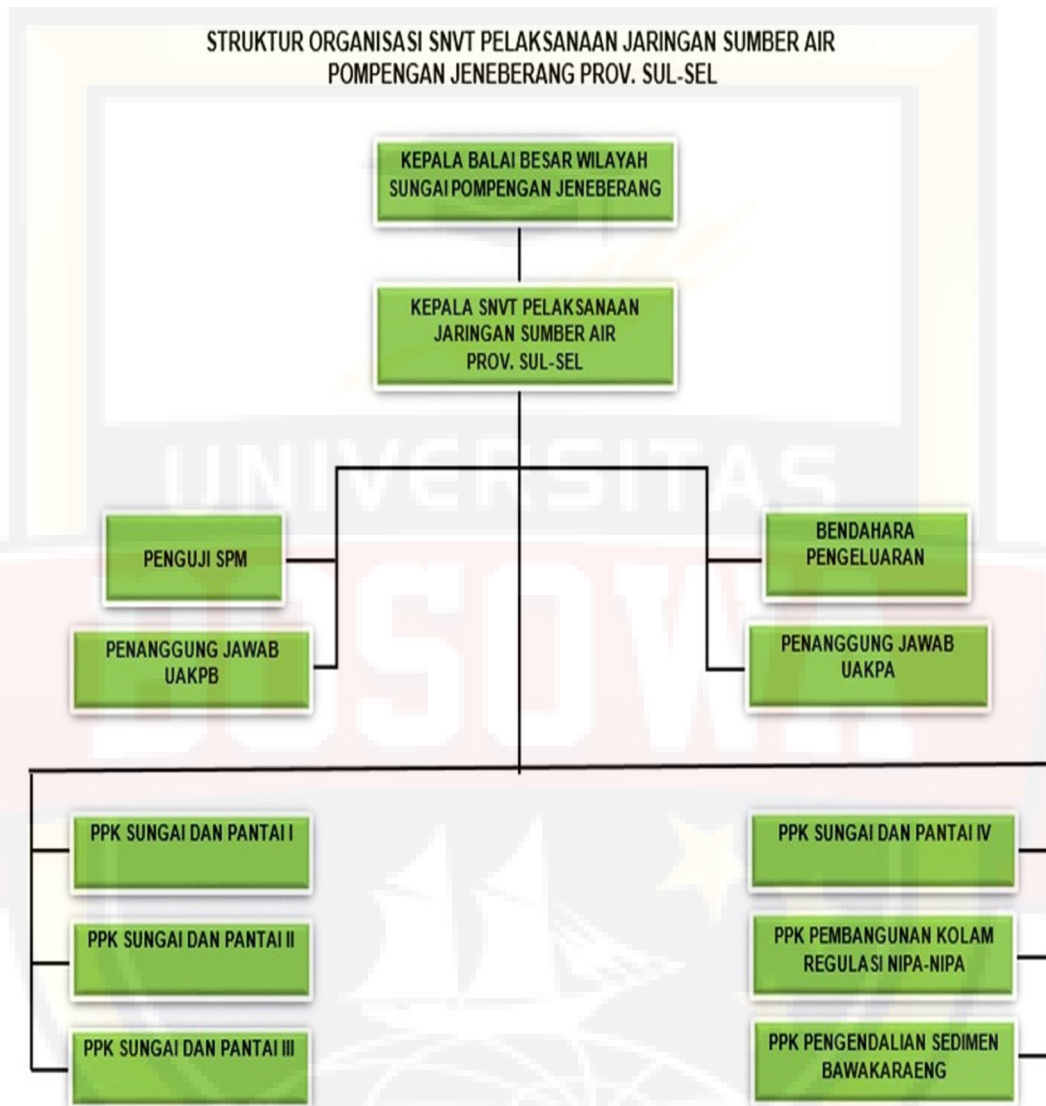 STRUKTUR ORGANISASI SNVT PELAKSANAAN JARINGAN SUMBER AIR
POMPENGAN JENEBERANG PROV. SUL-SEL
KEPALA BALAI BESAR WILAYAH
SUNGAI POMPENGAN JENEBERANG
KEPALA SNVT PELAKSANAAN
JARINGAN SUMBER AIR
PROV. SUL-SEL
UNIVERSITAS
BOSOWA
PENGUJI SPM
BENDAHARA
PENGELUARAN
PENANGGUNG JAWAB
UAKPB
PENANGGUNG JAWAB
UAKPA
PPK SUNGAI DAN PANTAI I
PPK SUNGAI DAN PANTAI II
PPK SUNGAI DAN PANTAI III
PPK SUNGAI DAN PANTAI IV
PPK PEMBANGUNAN KOLAM
REGULASI NIPA-NIPA
PPK PENGENDALIAN SEDIMEN
BAWAKARAENG